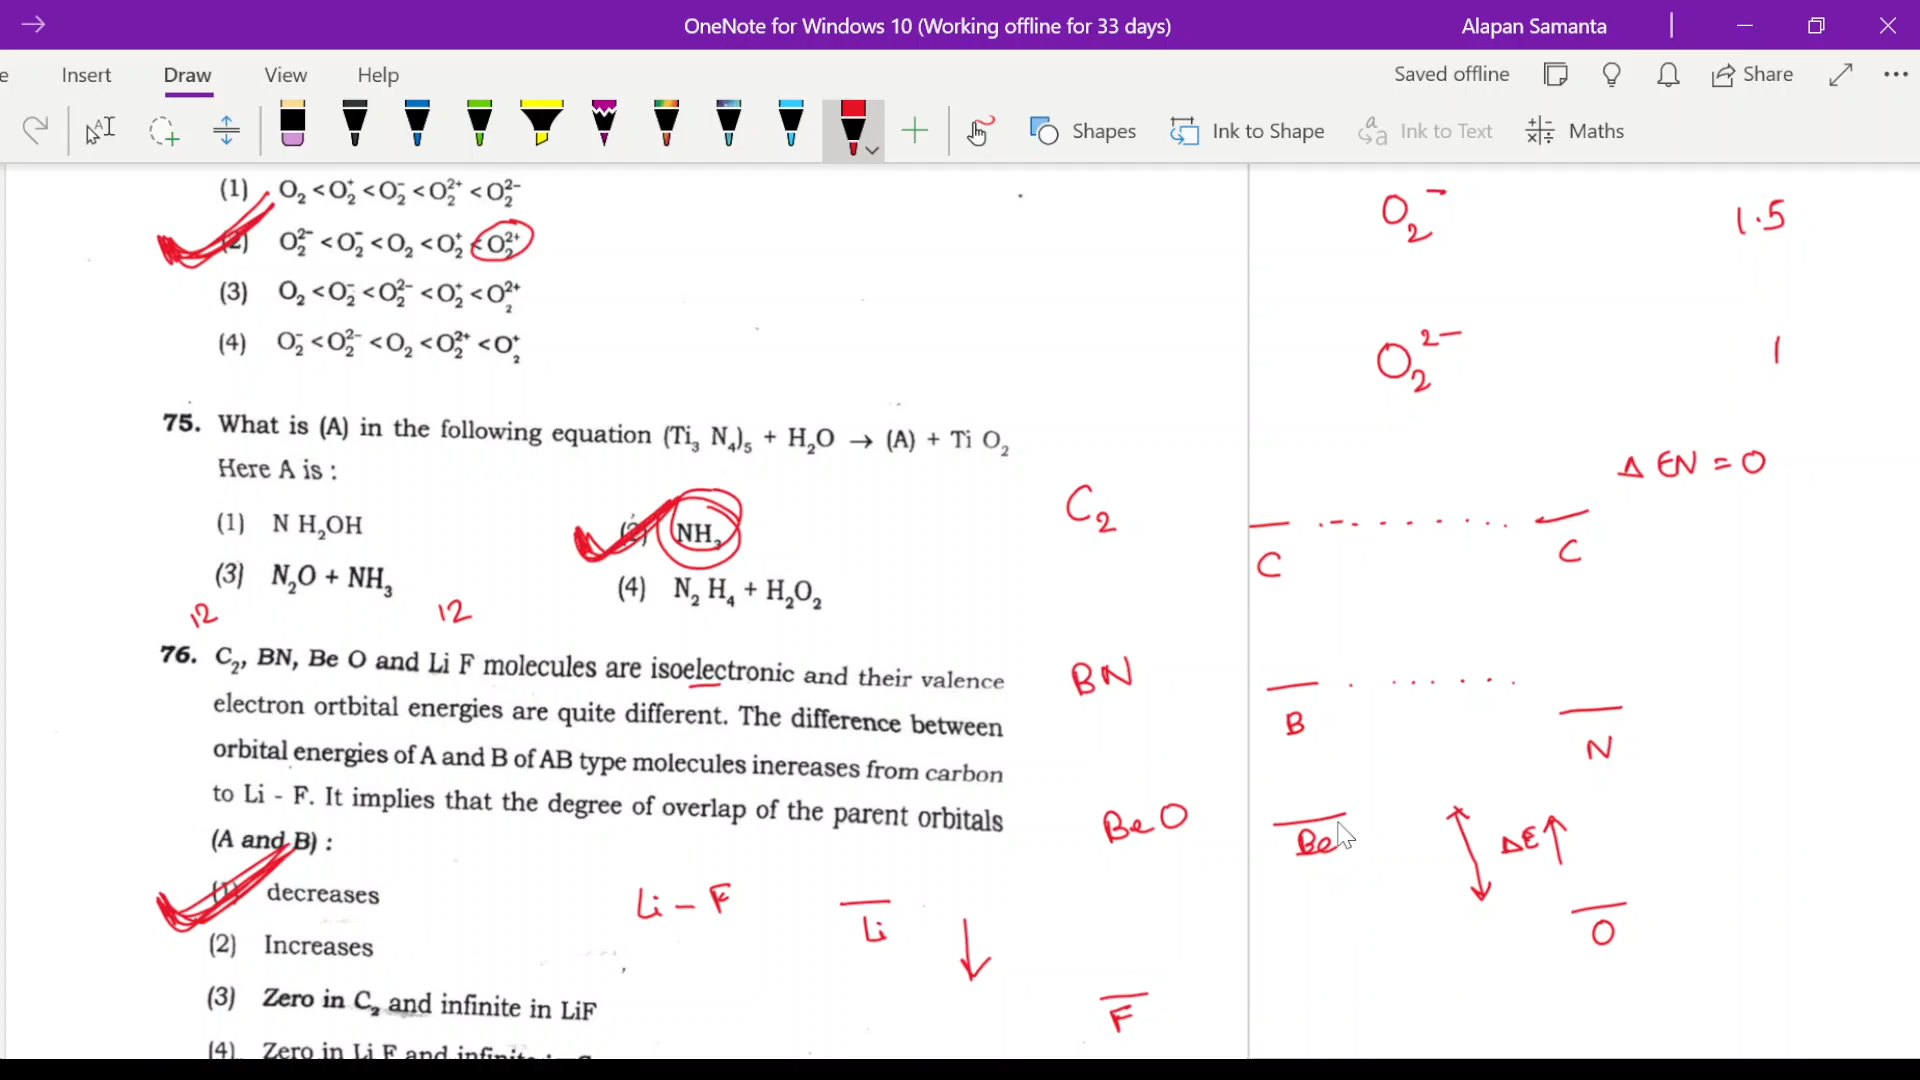 OneNote for Windows 10 (Working offline for 33 days)
Alapan Samanta
e Insert Draw View Help
Saved offline Share
Shapes Ink to Shape Ink to Text Maths
(1) O₂ < O₂⁺ < O₂⁻ < O₂²⁺ < O₂²⁻
(2) O₂²⁻ < O₂⁻ < O₂ < O₂⁺ < O₂²⁺
(3) O₂ < O₂⁻ < O₂²⁻ < O₂⁺ < O₂²⁺
(4) O₂⁻ < O₂²⁻ < O₂ < O₂²⁺ < O₂⁺
O₂⁻ 1.5
O₂²⁻ 1
75. What is (A) in the following equation (Ti₃ N₄)₅ + H₂O → (A) + Ti O₂
Here A is :
(1) N H₂OH
(2) NH₃
(3) N₂O + NH₃
(4) N₂ H₄ + H₂O₂
Δ EN = 0
C₂ C C
12 12
76. C₂, BN, Be O and Li F molecules are isoelectronic and their valence
electron ortbital energies are quite different. The difference between
orbital energies of A and B of AB type molecules inereases from carbon
to Li - F. It implies that the degree of overlap of the parent orbitals
(A and B) :
(1) decreases
(2) Increases
(3) Zero in C₂ and infinite in LiF
(4) Zero in Li F and
BN B N
BeO Be ΔE↑ O
Li - F Li ↓ F